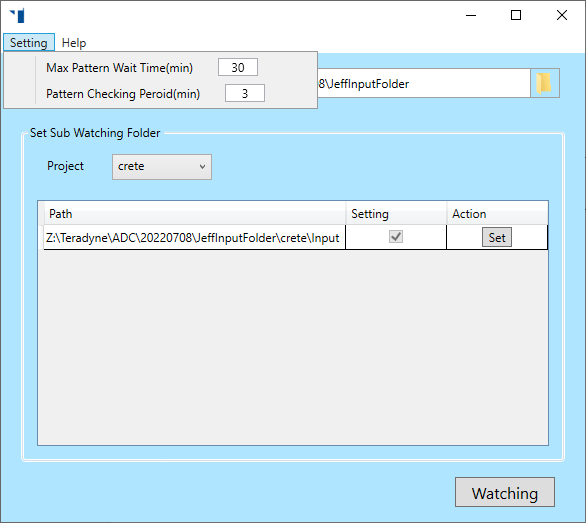 Setting Help
Max Pattern Wait Time(min) 30
Pattern Checking Peroid(min) 3
8\JeffInputFolder
Set Sub Watching Folder
Project crete
Path Setting Action
Z:\Teradyne\ADC\20220708\JeffInputFolder\crete\Input Set
Watching